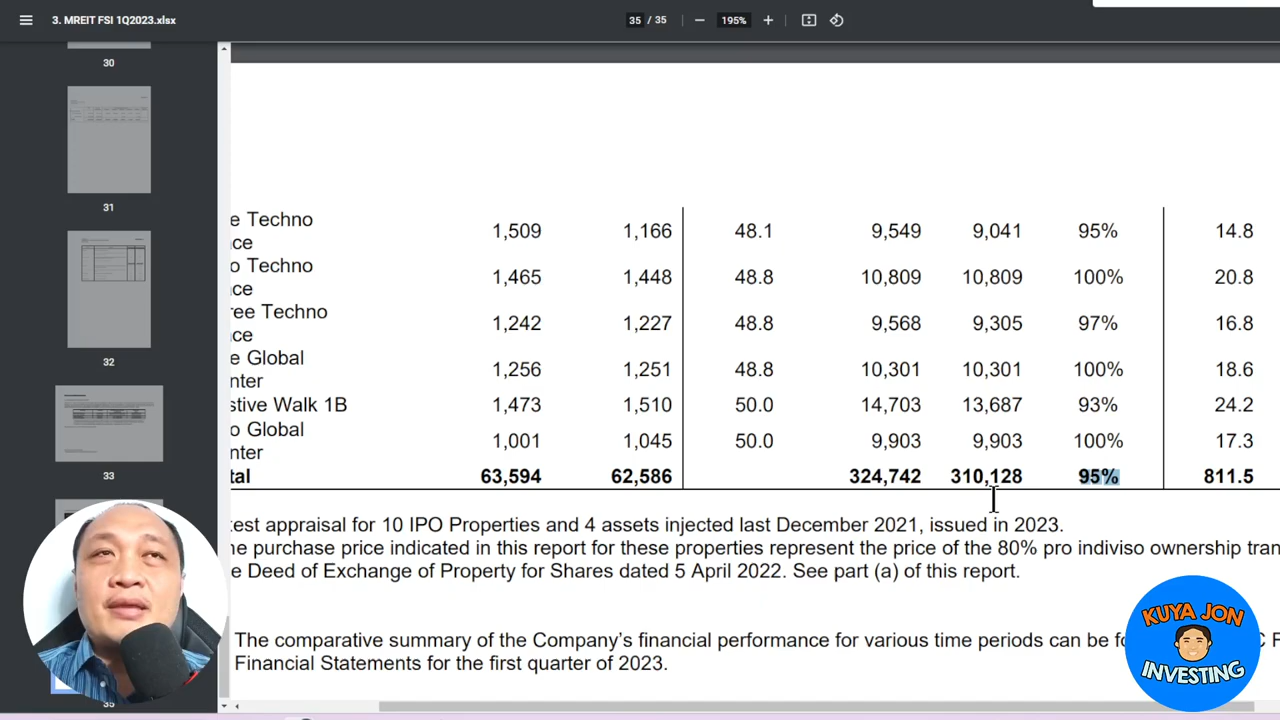 3. MREIT FSI 1Q2023.xlsx 35 / 35 195%
30
31
32
33
35
e Techno
ce 1,509 1,166 48.1 9,549 9,041 95% 14.8
o Techno
ce 1,465 1,448 48.8 10,809 10,809 100% 20.8
ree Techno
ce 1,242 1,227 48.8 9,568 9,305 97% 16.8
e Global
nter 1,256 1,251 48.8 10,301 10,301 100% 18.6
stive Walk 1B 1,473 1,510 50.0 14,703 13,687 93% 24.2
o Global
nter 1,001 1,045 50.0 9,903 9,903 100% 17.3
tal 63,594 62,586 324,742 310,128 95% 811.5
test appraisal for 10 IPO Properties and 4 assets injected last December 2021, issued in 2023.
e purchase price indicated in this report for these properties represent the price of the 80% pro indiviso ownership tran
e Deed of Exchange of Property for Shares dated 5 April 2022. See part (a) of this report.
The comparative summary of the Company's financial performance for various time periods can be fo
Financial Statements for the first quarter of 2023.
KUYA JON
INVESTING